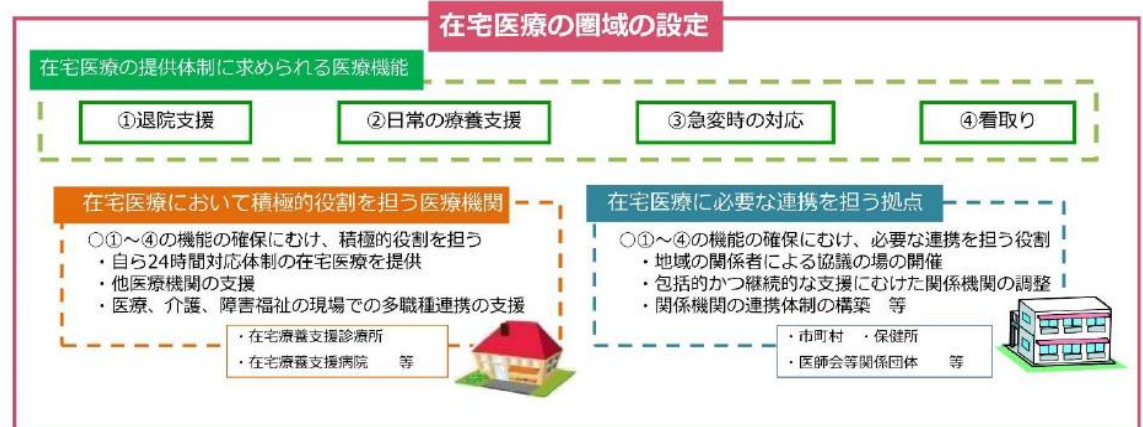 在宅医療の圏域の設定
在宅医療の提供体制に求められる医療機能
①退院支援
②日常の療養支援
③急変時の対応
④看取り
在宅医療において積極的役割を担う医療機関
○①～④の機能の確保にむけ、積極的役割を担う
・自ら24時間対応体制の在宅医療を提供
・他医療機関の支援
・医療、介護、障害福祉の現場での多職種連携の支援
・在宅療養支援診療所
・在宅療養支援病院　等
在宅医療に必要な連携を担う拠点
○①～④の機能の確保にむけ、必要な連携を担う役割
・地域の関係者による協議の場の開催
・包括的かつ継続的な支援にむけた関係機関の調整
・関係機関の連携体制の構築　等
・市町村　・保健所
・医師会等関係団体　等